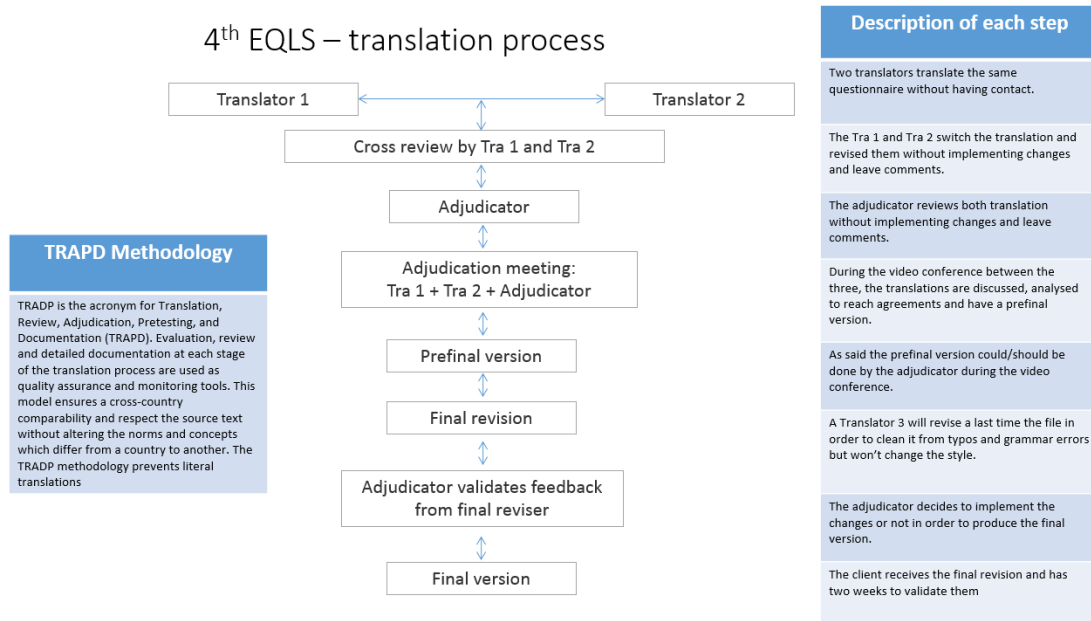 4th EQLS – translation process
Translator 1
Translator 2
Cross review by Tra 1 and Tra 2
Adjudicator
Adjudication meeting:
Tra 1 + Tra 2 + Adjudicator
Prefinal version
Final revision
Adjudicator validates feedback
from final reviser
Final version
TRAPD Methodology
TRADP is the acronym for Translation,
Review, Adjudication, Pretesting, and
Documentation (TRAPD). Evaluation, review
and detailed documentation at each stage
of the translation process are used as
quality assurance and monitoring tools. This
model ensures a cross-country
comparability and respect the source text
without altering the norms and concepts
which differ from a country to another. The
TRADP methodology prevents literal
translations
Description of each step
Two translators translate the same
questionnaire without having contact.
The Tra 1 and Tra 2 switch the translation and
revised them without implementing changes
and leave comments.
The adjudicator reviews both translation
without implementing changes and leave
comments.
During the video conference between the
three, the translations are discussed, analysed
to reach agreements and have a prefinal
version.
As said the prefinal version could/should be
done by the adjudicator during the video
conference.
A Translator 3 will revise a last time the file in
order to clean it from typos and grammar errors
but won’t change the style.
The adjudicator decides to implement the
changes or not in order to produce the final
version.
The client receives the final revision and has
two weeks to validate them